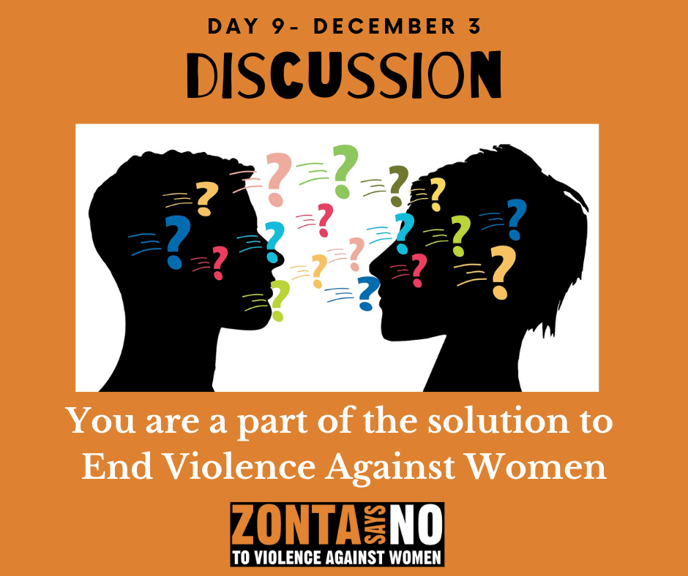 DAY 9- DECEMBER 3
DISCUSSION
You are a part of the solution to
End Violence Against Women
ZONTA SAYS NO
TO VIOLENCE AGAINST WOMEN